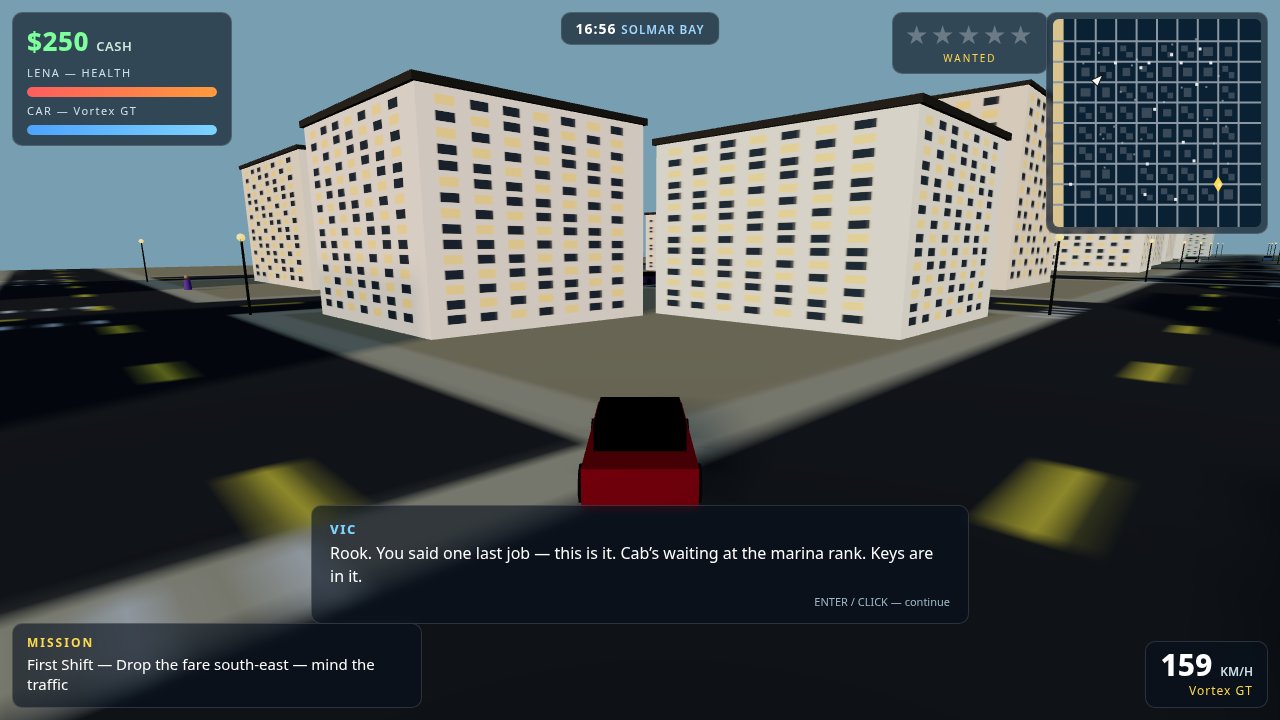 $250 CASH
LENA — HEALTH
CAR — Vortex GT
16:56 SOLMAR BAY
★★★★★
WANTED
VIC
Rook. You said one last job — this is it. Cab’s waiting at the marina rank. Keys are
in it.
ENTER / CLICK — continue
MISSION
First Shift — Drop the fare south-east — mind the
traffic
159 KM/H
Vortex GT